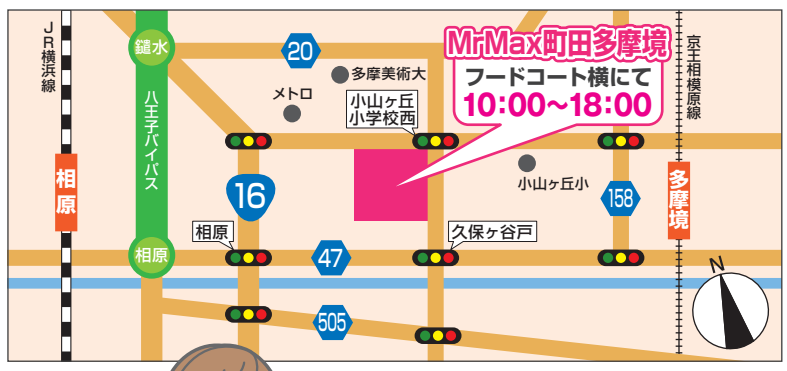 JR横浜線
鑓水
20
多摩美術大
MrMax町田多摩境
フードコート横にて
10:00〜18:00
京王相模原線
メトロ
小山ヶ丘
小学校西
八王子バイパス
相原
16
小山ヶ丘小
158
多摩境
相原
久保ヶ谷戸
相原
47
N
505